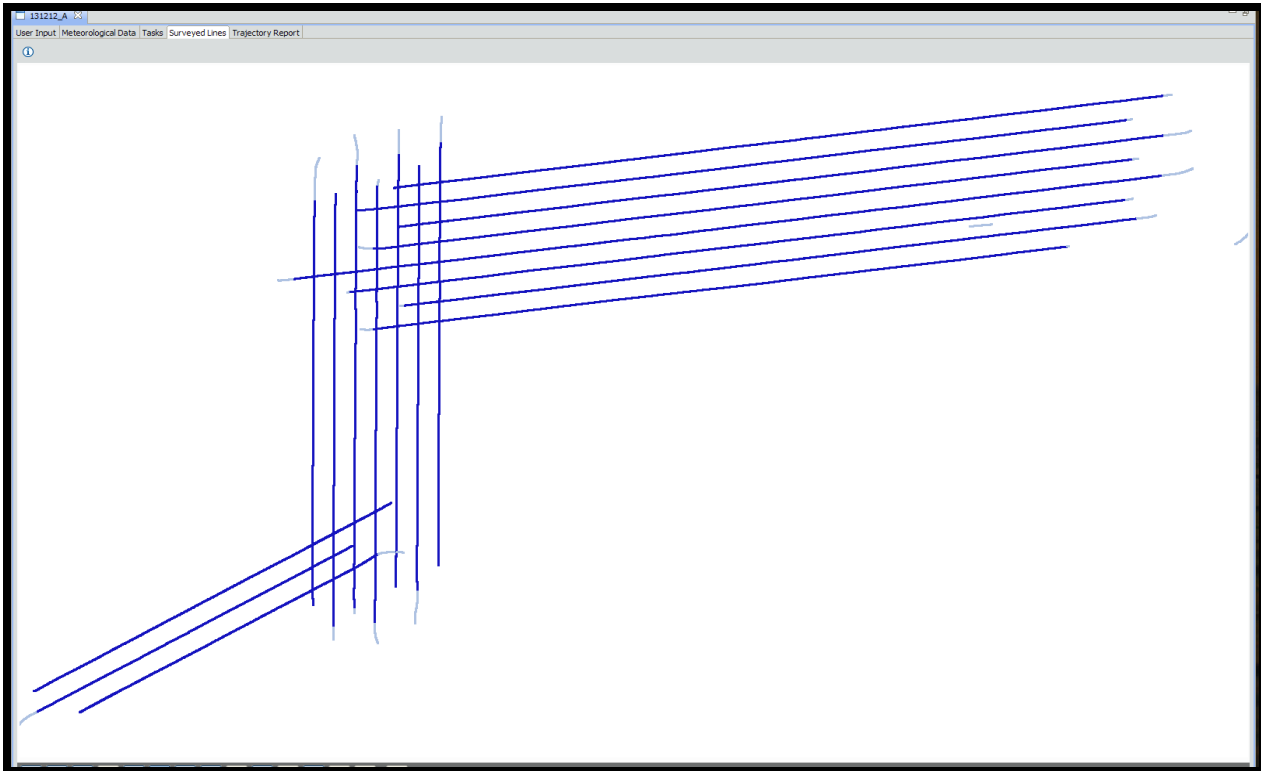 131212_A
User Input Meteorological Data Tasks Surveyed Lines Trajectory Report